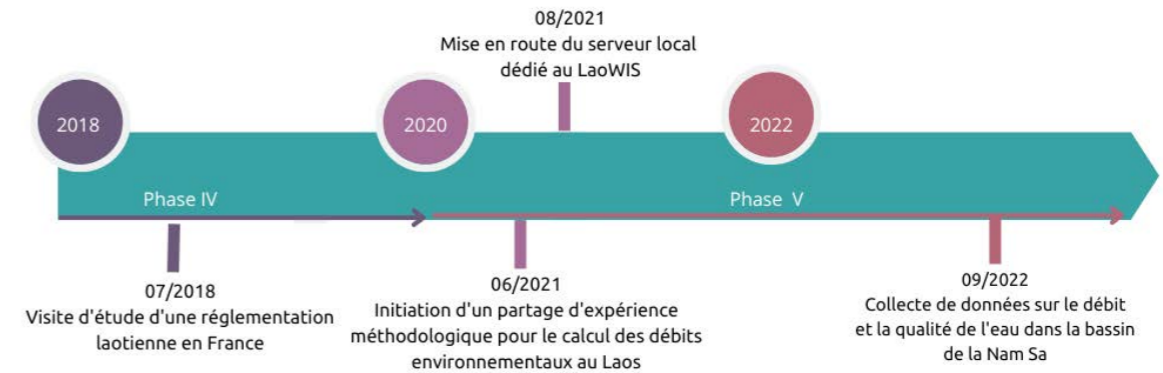 08/2021
Mise en route du serveur local
dédié au LaoWIS
2018
2020
2022
Phase IV
Phase V
07/2018
Visite d'étude d'une réglementation
laotienne en France
06/2021
Initiation d'un partage d'expérience
méthodologique pour le calcul des débits
environnementaux au Laos
09/2022
Collecte de données sur le débit
et la qualité de l'eau dans la bassin
de la Nam Sa